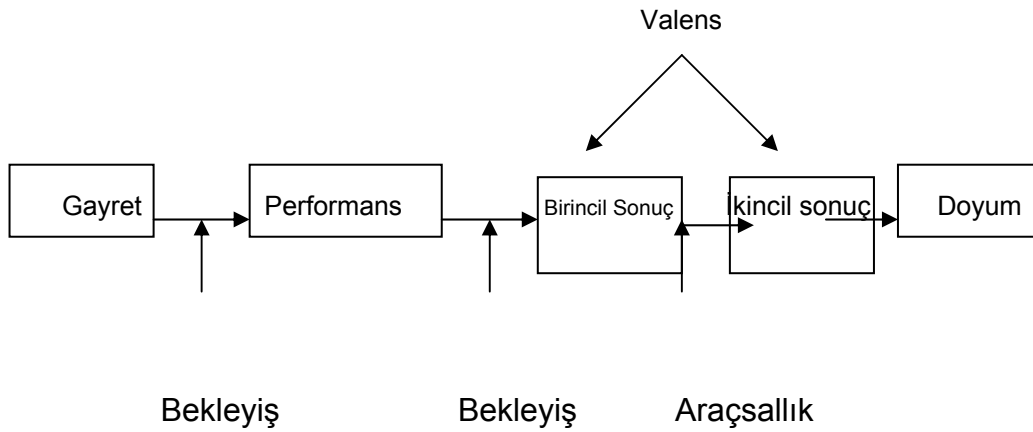 Valens
Gayret
Performans
Birincil Sonuç
İkincil sonuç
Doyum
Bekleyiş
Bekleyiş
Araçsallık